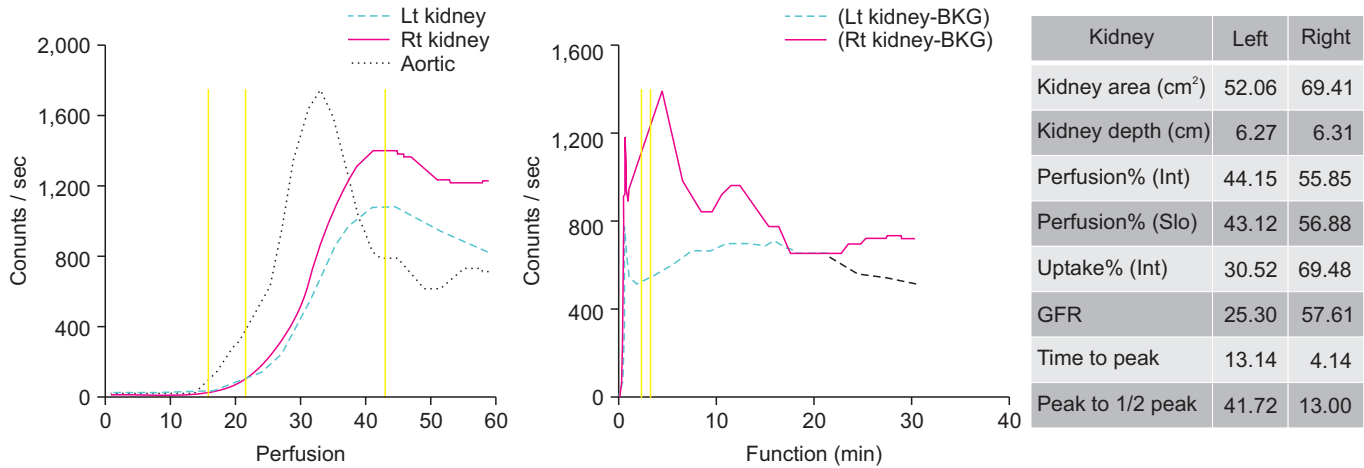 Lt kidney
Rt kidney
Aortic
2,000
1,600
1,200
800
400
0
Conunts / sec
0 10 20 30 40 50 60
Perfusion
(Lt kidney-BKG)
(Rt kidney-BKG)
1,600
1,200
800
400
0
Counts / sec
0 10 20 30 40
Function (min)
Kidney Left Right
Kidney area (cm²) 52.06 69.41
Kidney depth (cm) 6.27 6.31
Perfusion% (Int) 44.15 55.85
Perfusion% (Slo) 43.12 56.88
Uptake% (Int) 30.52 69.48
GFR 25.30 57.61
Time to peak 13.14 4.14
Peak to 1/2 peak 41.72 13.00